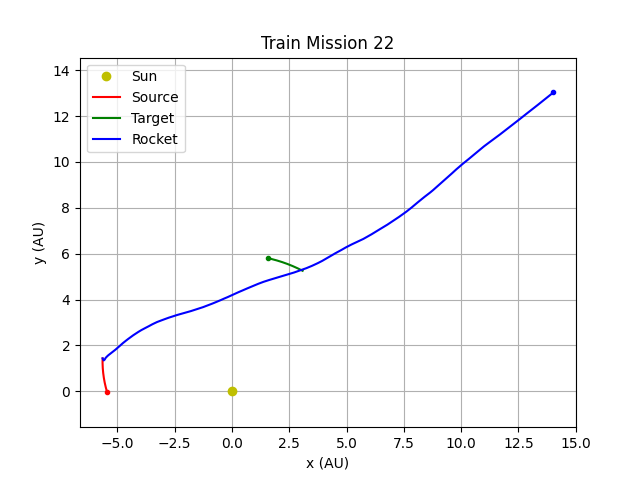 Train Mission 22
Sun
Source
Target
Rocket
14
12
10
8
6
4
2
0
y (AU)
−5.0 −2.5 0.0 2.5 5.0 7.5 10.0 12.5 15.0
x (AU)